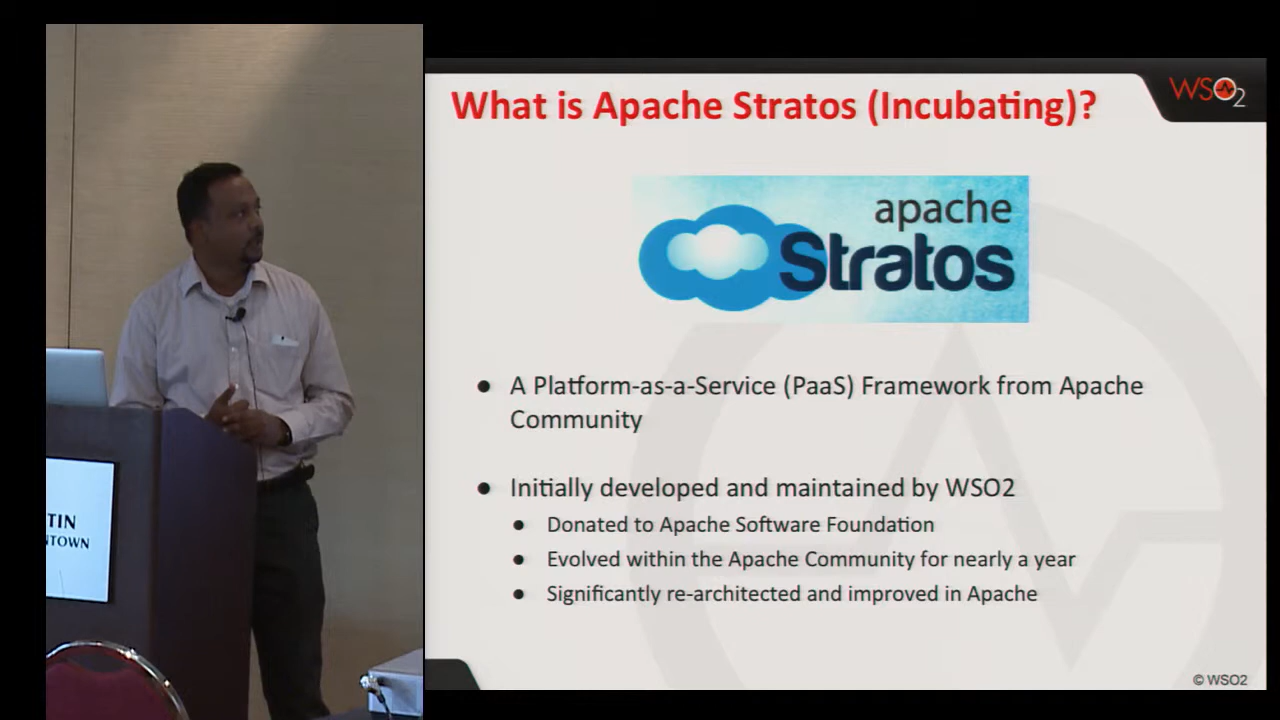 What is Apache Stratos (Incubating)?
WSO2
apache
Stratos
● A Platform-as-a-Service (PaaS) Framework from Apache
Community
● Initially developed and maintained by WSO2
● Donated to Apache Software Foundation
● Evolved within the Apache Community for nearly a year
● Significantly re-architected and improved in Apache
© WSO2
TIN
NTOWN